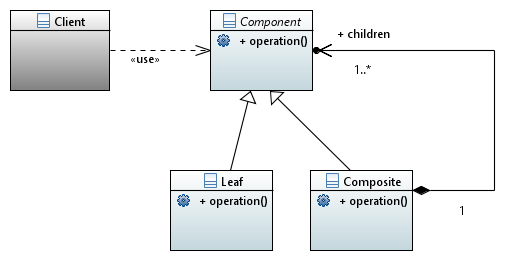 Client
Component
+ operation()
«use»
+ children
1..*
Leaf
+ operation()
Composite
+ operation()
1